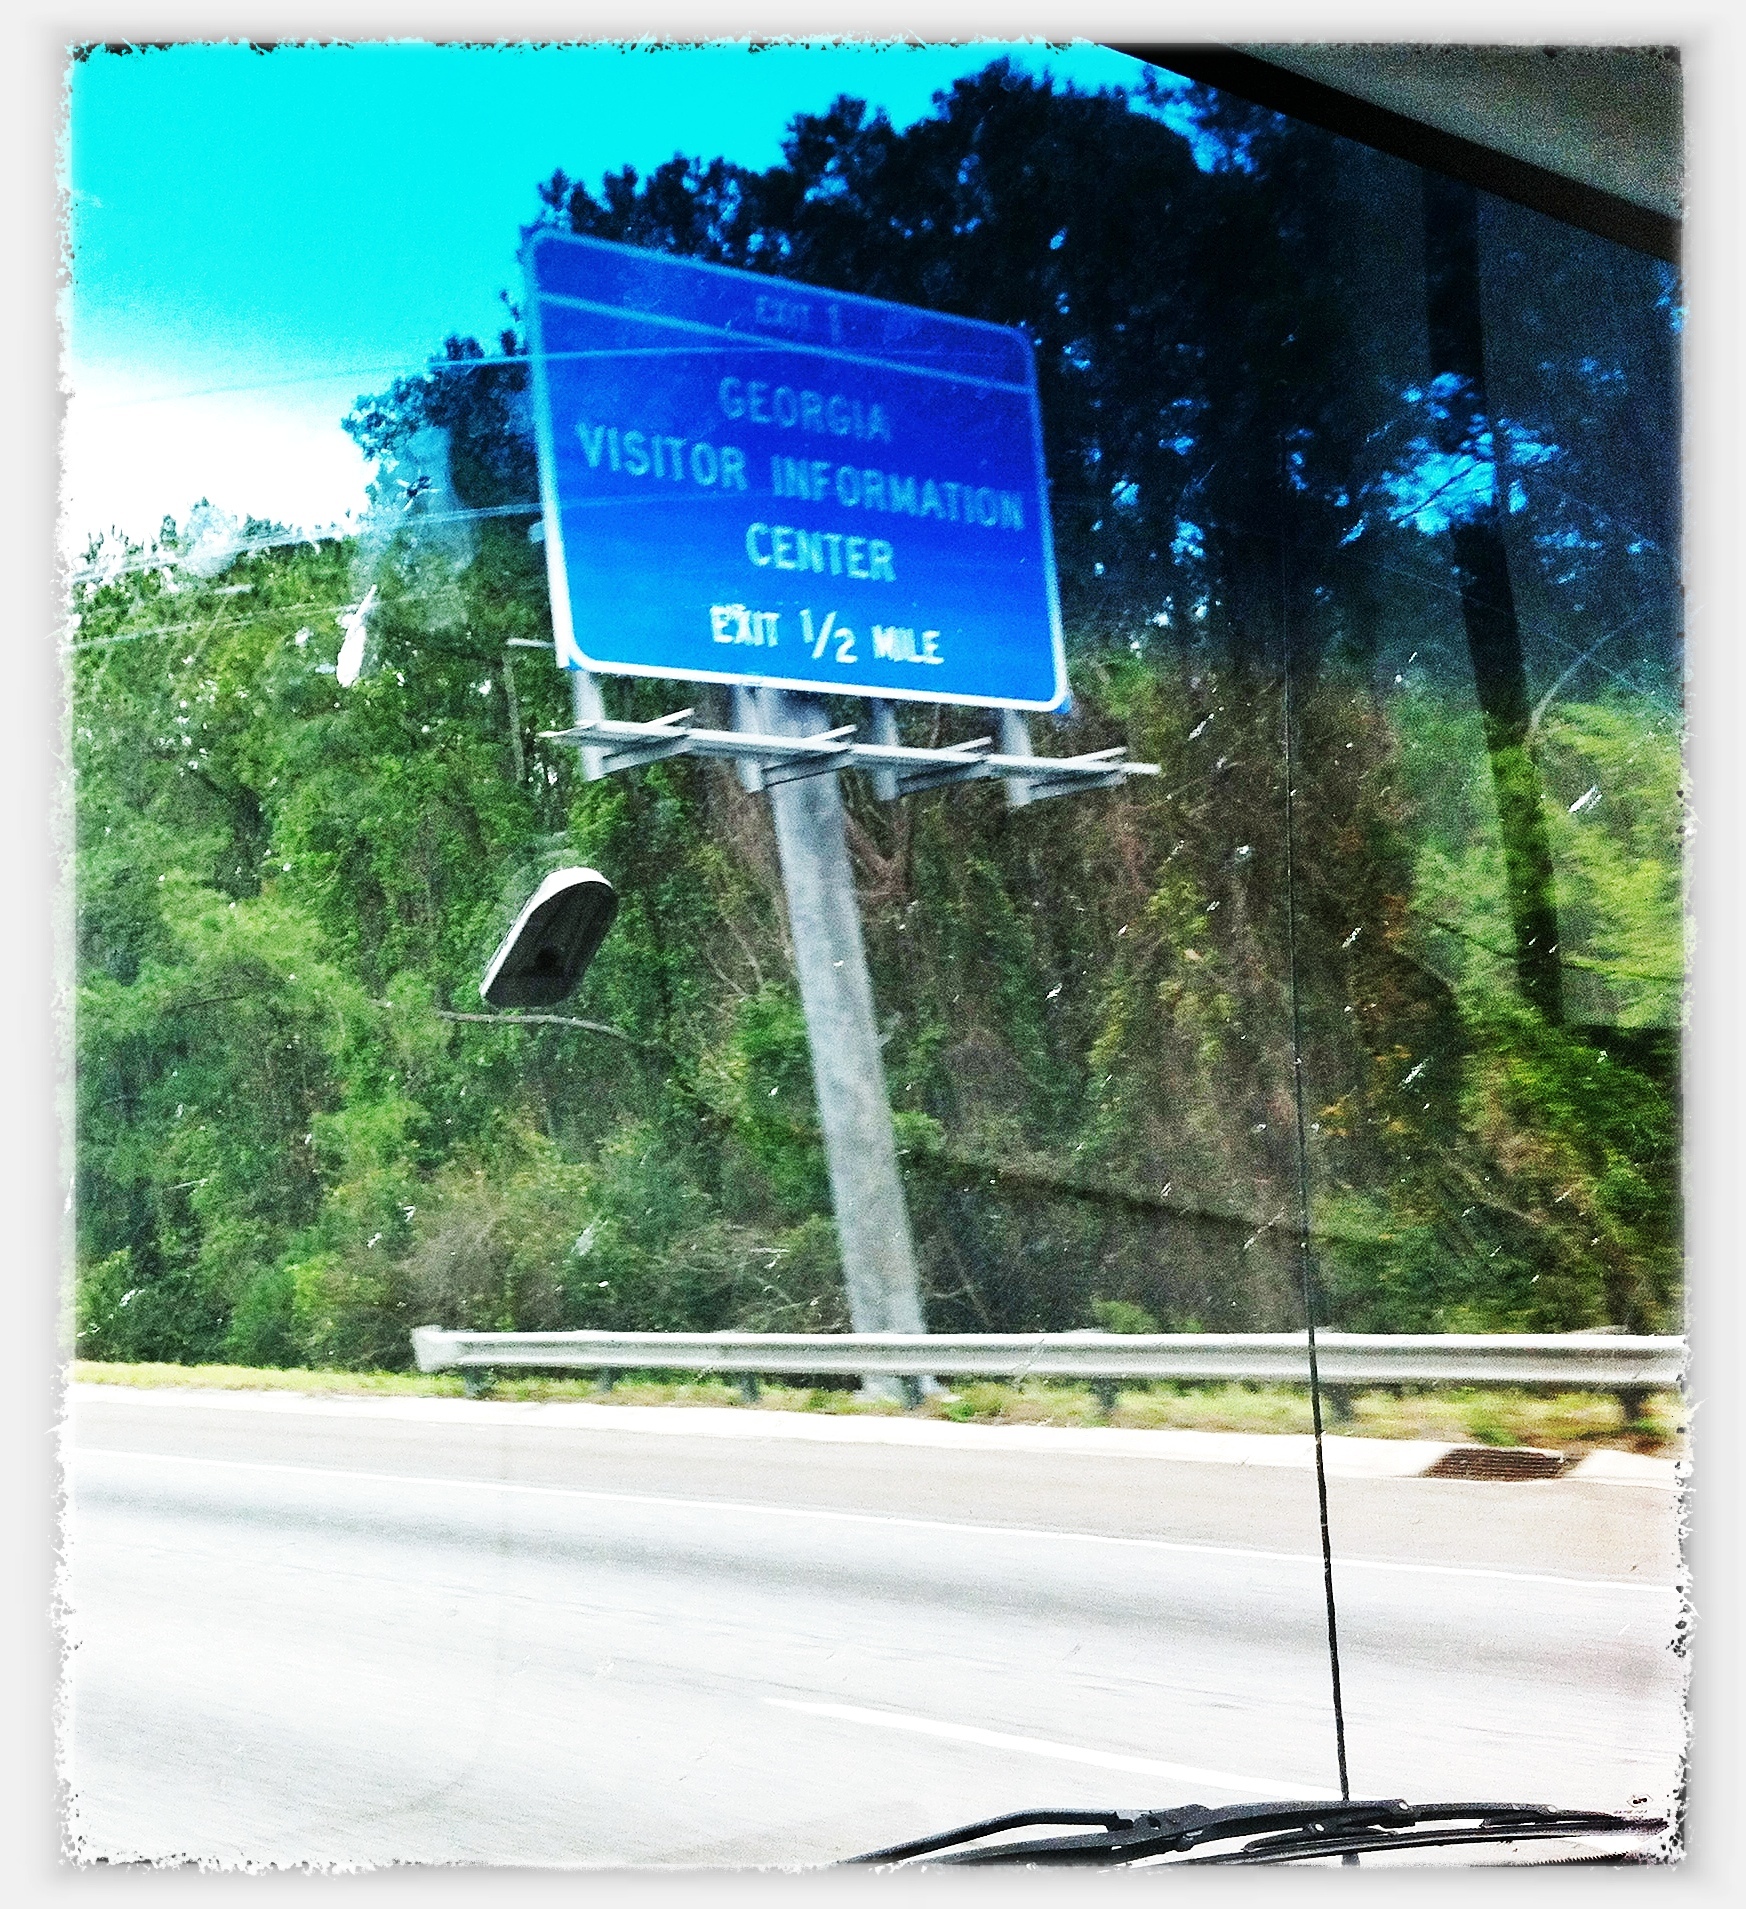 EXIT 1
GEORGIA
VISITOR INFORMATION
CENTER
EXIT 1/2 MILE